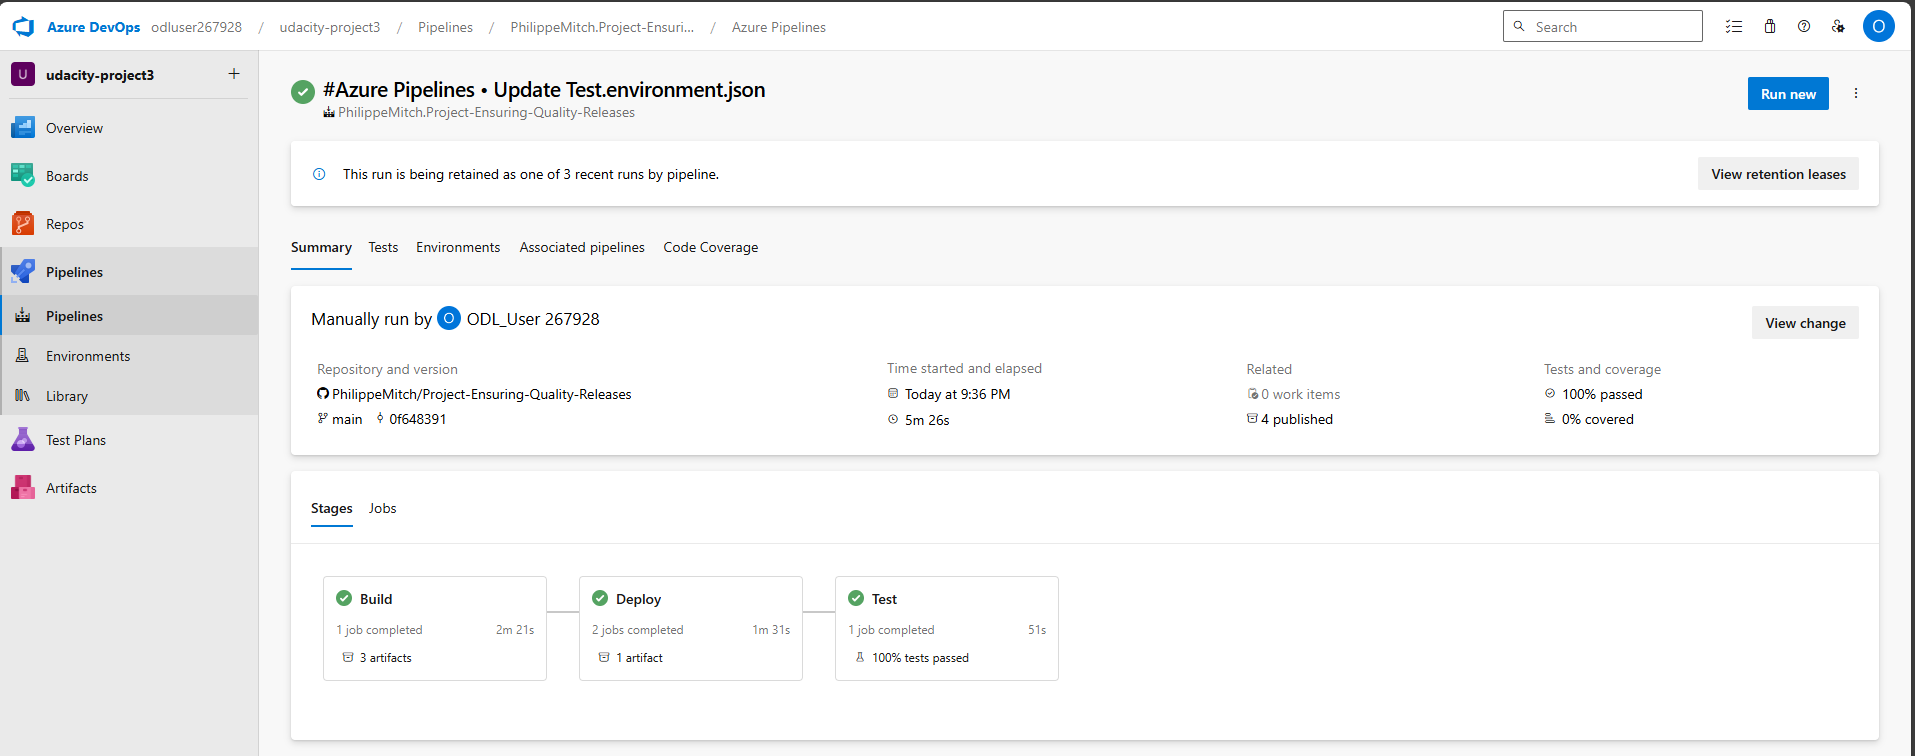 Azure DevOps odluser267928 / udacity-project3 / Pipelines / PhilippeMitch.Project-Ensuri... / Azure Pipelines
Search
O
U udacity-project3 +
Overview
Boards
Repos
Pipelines
Pipelines
Environments
Library
Test Plans
Artifacts
#Azure Pipelines • Update Test.environment.json
PhilippeMitch.Project-Ensuring-Quality-Releases
Run new
This run is being retained as one of 3 recent runs by pipeline.
View retention leases
Summary Tests Environments Associated pipelines Code Coverage
Manually run by O ODL_User 267928
View change
Repository and version
PhilippeMitch/Project-Ensuring-Quality-Releases
main 0f648391
Time started and elapsed
Today at 9:36 PM
5m 26s
Related
0 work items
4 published
Tests and coverage
100% passed
0% covered
Stages Jobs
Build
1 job completed 2m 21s
3 artifacts
Deploy
2 jobs completed 1m 31s
1 artifact
Test
1 job completed 51s
100% tests passed